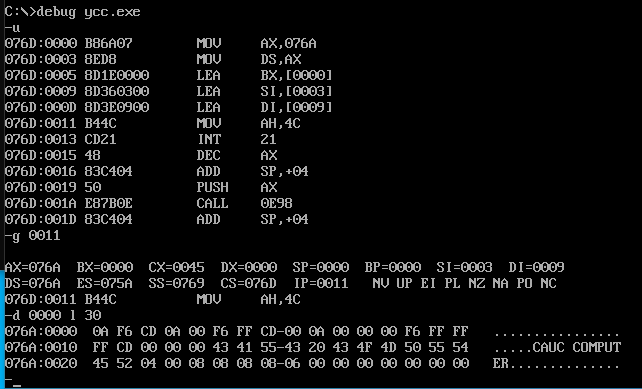 C:\>debug ycc.exe
-u
076D:0000 B86A07 MOV AX,076A
076D:0003 8ED8 MOV DS,AX
076D:0005 8D1E0000 LEA BX,[0000]
076D:0009 8D360300 LEA SI,[0003]
076D:000D 8D3E0900 LEA DI,[0009]
076D:0011 B44C MOV AH,4C
076D:0013 CD21 INT 21
076D:0015 48 DEC AX
076D:0016 83C404 ADD SP,+04
076D:0019 50 PUSH AX
076D:001A E87B0E CALL 0E98
076D:001D 83C404 ADD SP,+04
-g 0011
AX=076A BX=0000 CX=0045 DX=0000 SP=0000 BP=0000 SI=0003 DI=0009
DS=076A ES=075A SS=0769 CS=076D IP=0011 NV UP EI PL NZ NA PO NC
076D:0011 B44C MOV AH,4C
-d 0000 l 30
076A:0000 0A F6 CD 0A 00 F6 FF CD-00 0A 00 00 00 F6 FF FF ................
076A:0010 FF CD 00 00 00 43 41 55-43 20 43 4F 4D 50 55 54 .....CAUC COMPUT
076A:0020 45 52 04 00 08 08 08 08-06 00 00 00 00 00 00 00 ER..............
-_